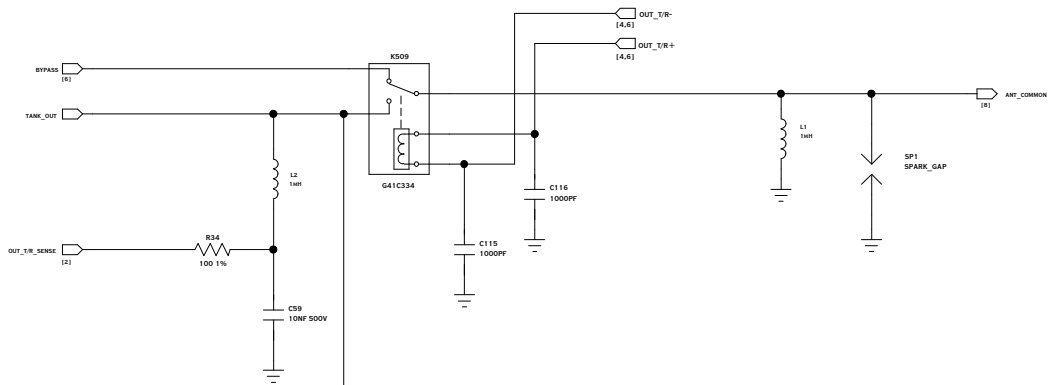 OUT_T/R-
[4,6]
OUT_T/R+
[4,6]
K509
BYPASS
[6]
TANK_OUT
ANT_COMMON
[8]
L1
1MH
SP1
SPARK_GAP
L2
1MH
G41C334
C116
1000PF
OUT_T/R_SENSE
[2]
R34
100 1%
C115
1000PF
C59
10NF 500V